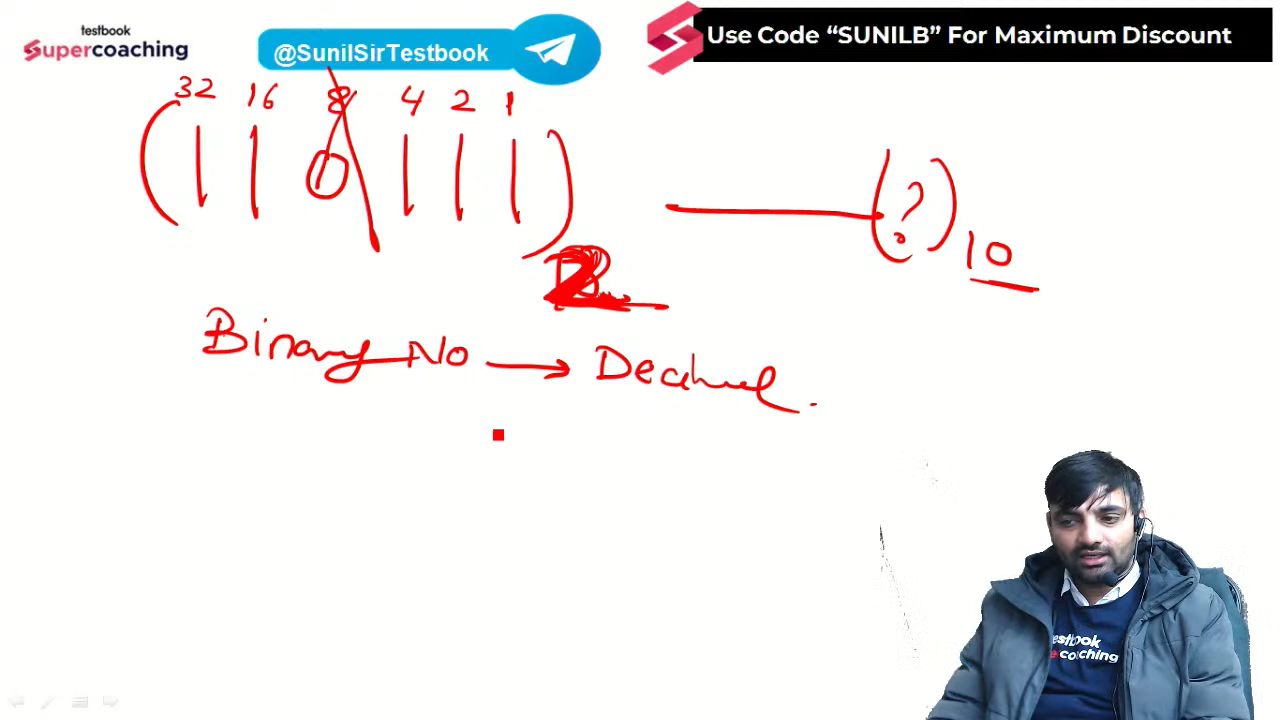 testbook
Supercoaching
@SunilSirTestbook
Use Code “SUNILB” For Maximum Discount
32 16 8 4 2 1
(1 1 0 1 1 1)2 (?)10
Binary No → Decimal.
testbook
coaching